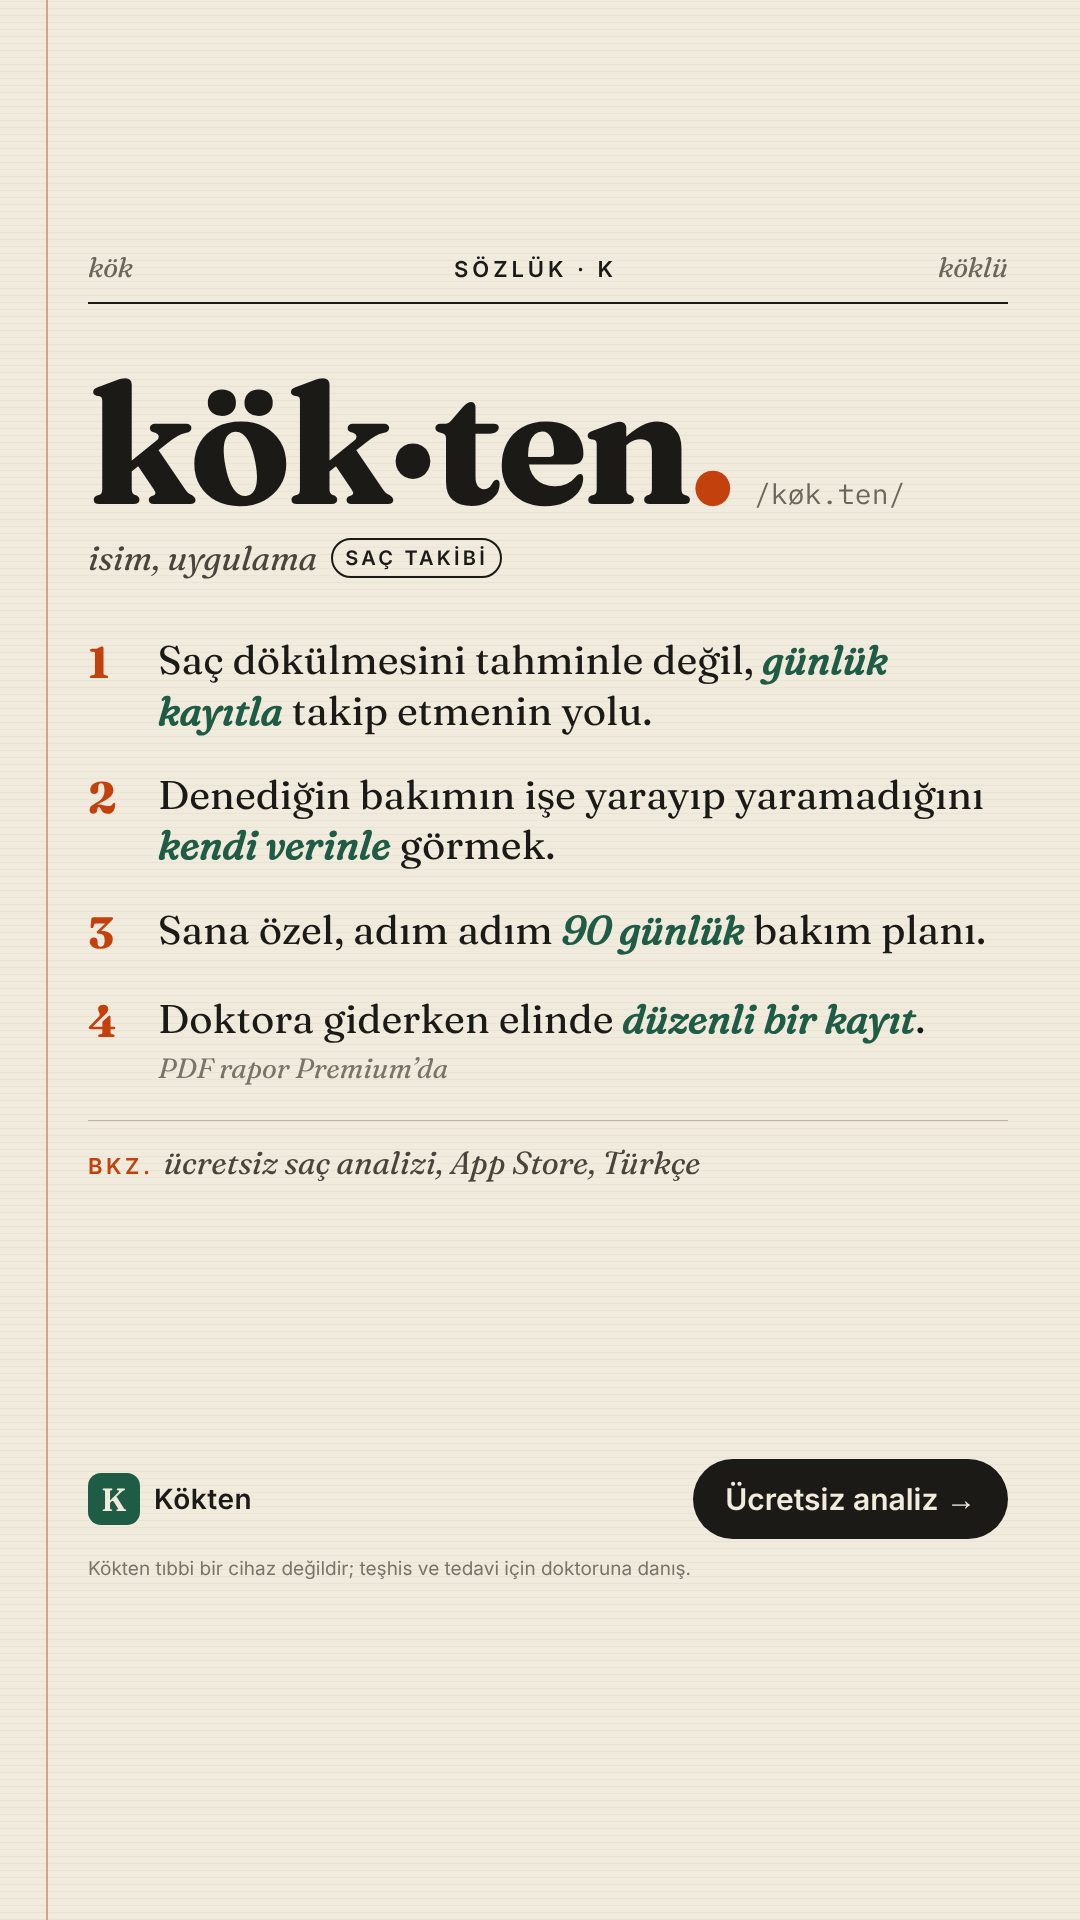 kök SÖZLÜK · K köklü
kök·ten. /køk.ten/
isim, uygulama SAÇ TAKİBİ
1 Saç dökülmesini tahminle değil, günlük
kayıtla takip etmenin yolu.
2 Denediğin bakımın işe yarayıp yaramadığını
kendi verinle görmek.
3 Sana özel, adım adım 90 günlük bakım planı.
4 Doktora giderken elinde düzenli bir kayıt.
PDF rapor Premium’da
BKZ. ücretsiz saç analizi, App Store, Türkçe
K Kökten
Ücretsiz analiz →
Kökten tıbbi bir cihaz değildir; teşhis ve tedavi için doktoruna danış.